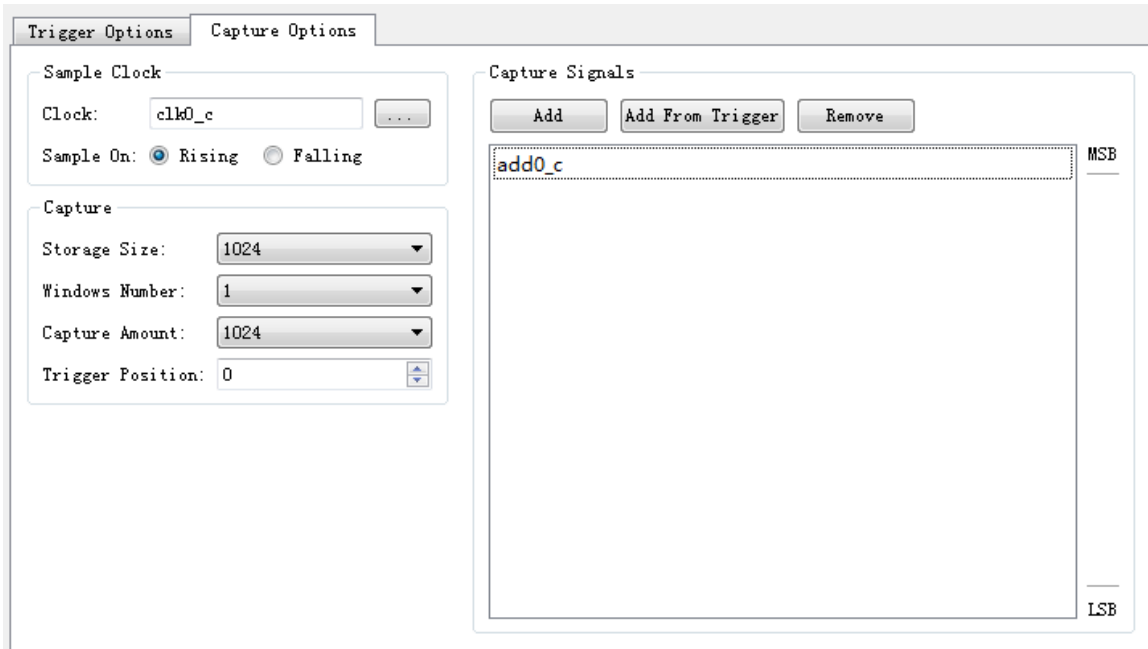 Trigger Options
Capture Options
Sample Clock
Clock: clk0_c ...
Sample On: Rising Falling
Capture
Storage Size: 1024
Windows Number: 1
Capture Amount: 1024
Trigger Position: 0
Capture Signals
Add
Add From Trigger
Remove
add0_c
MSB
LSB